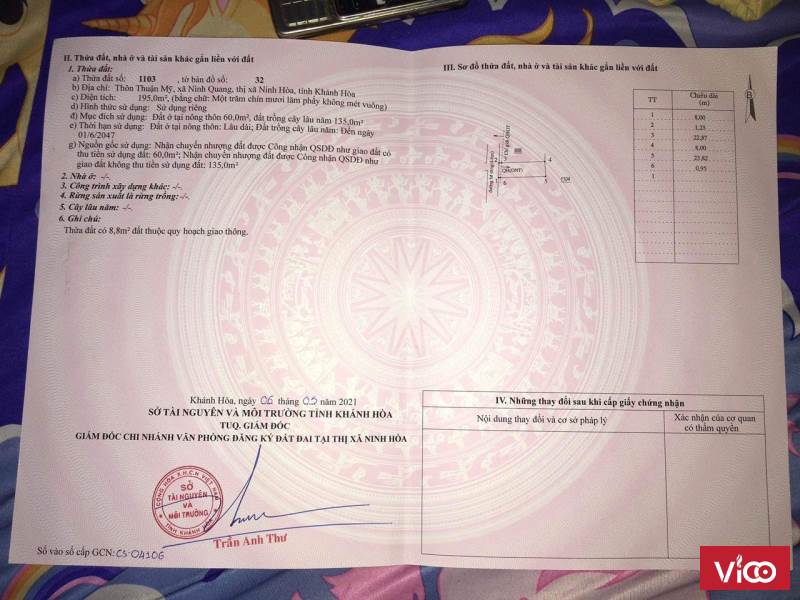 II. Thửa đất, nhà ở và tài sản khác gắn liền với đất
1. Thửa đất:
a) Thửa đất số: 1103 , tờ bản đồ số: 32
b) Địa chỉ: Thôn Thuận Mỹ, xã Ninh Quang, thị xã Ninh Hòa, tỉnh Khánh Hòa
c) Diện tích: 195,0m², (bằng chữ: Một trăm chín mươi lăm phẩy không mét vuông)
d) Hình thức sử dụng: Sử dụng riêng
đ) Mục đích sử dụng: Đất ở tại nông thôn 60,0m², đất trồng cây lâu năm 135,0m²
e) Thời hạn sử dụng: Đất ở tại nông thôn: Lâu dài; Đất trồng cây lâu năm: Đến ngày
01/6/2047
g) Nguồn gốc sử dụng: Nhận chuyển nhượng đất được Công nhận QSDĐ như giao đất có
thu tiền sử dụng đất: 60,0m²; Nhận chuyển nhượng đất được Công nhận QSDĐ như
giao đất không thu tiền sử dụng đất: 135,0m²
2. Nhà ở: -/-.
3. Công trình xây dựng khác: -/-.
4. Rừng sản xuất là rừng trồng: -/-.
5. Cây lâu năm: -/-.
6. Ghi chú:
Thửa đất có 8,8m² đất thuộc quy hoạch giao thông.
Khánh Hòa, ngày 06 tháng 05 năm 2021
SỞ TÀI NGUYÊN VÀ MÔI TRƯỜNG TỈNH KHÁNH HÒA
TUQ. GIÁM ĐỐC
GIÁM ĐỐC CHI NHÁNH VĂN PHÒNG ĐĂNG KÝ ĐẤT ĐAI TẠI THỊ XÃ NINH HÒA
CỘNG HÒA X.H.C.N VIỆT NAM
SỞ
TÀI NGUYÊN
VÀ
MÔI TRƯỜNG
TỈNH KHÁNH HÒA
Trần Anh Thư
Số vào sổ cấp GCN: CS-04106
III. Sơ đồ thửa đất, nhà ở và tài sản khác gắn liền với đất
B
TT Chiều dài
(m)
1
8,00
2
1,23
3
22,87
4
8,00
5
23,82
6
0,95
1
4
5
6
IV. Những thay đổi sau khi cấp giấy chứng nhận
Nội dung thay đổi và cơ sở pháp lý
Xác nhận của cơ quan
có thẩm quyền
Vico